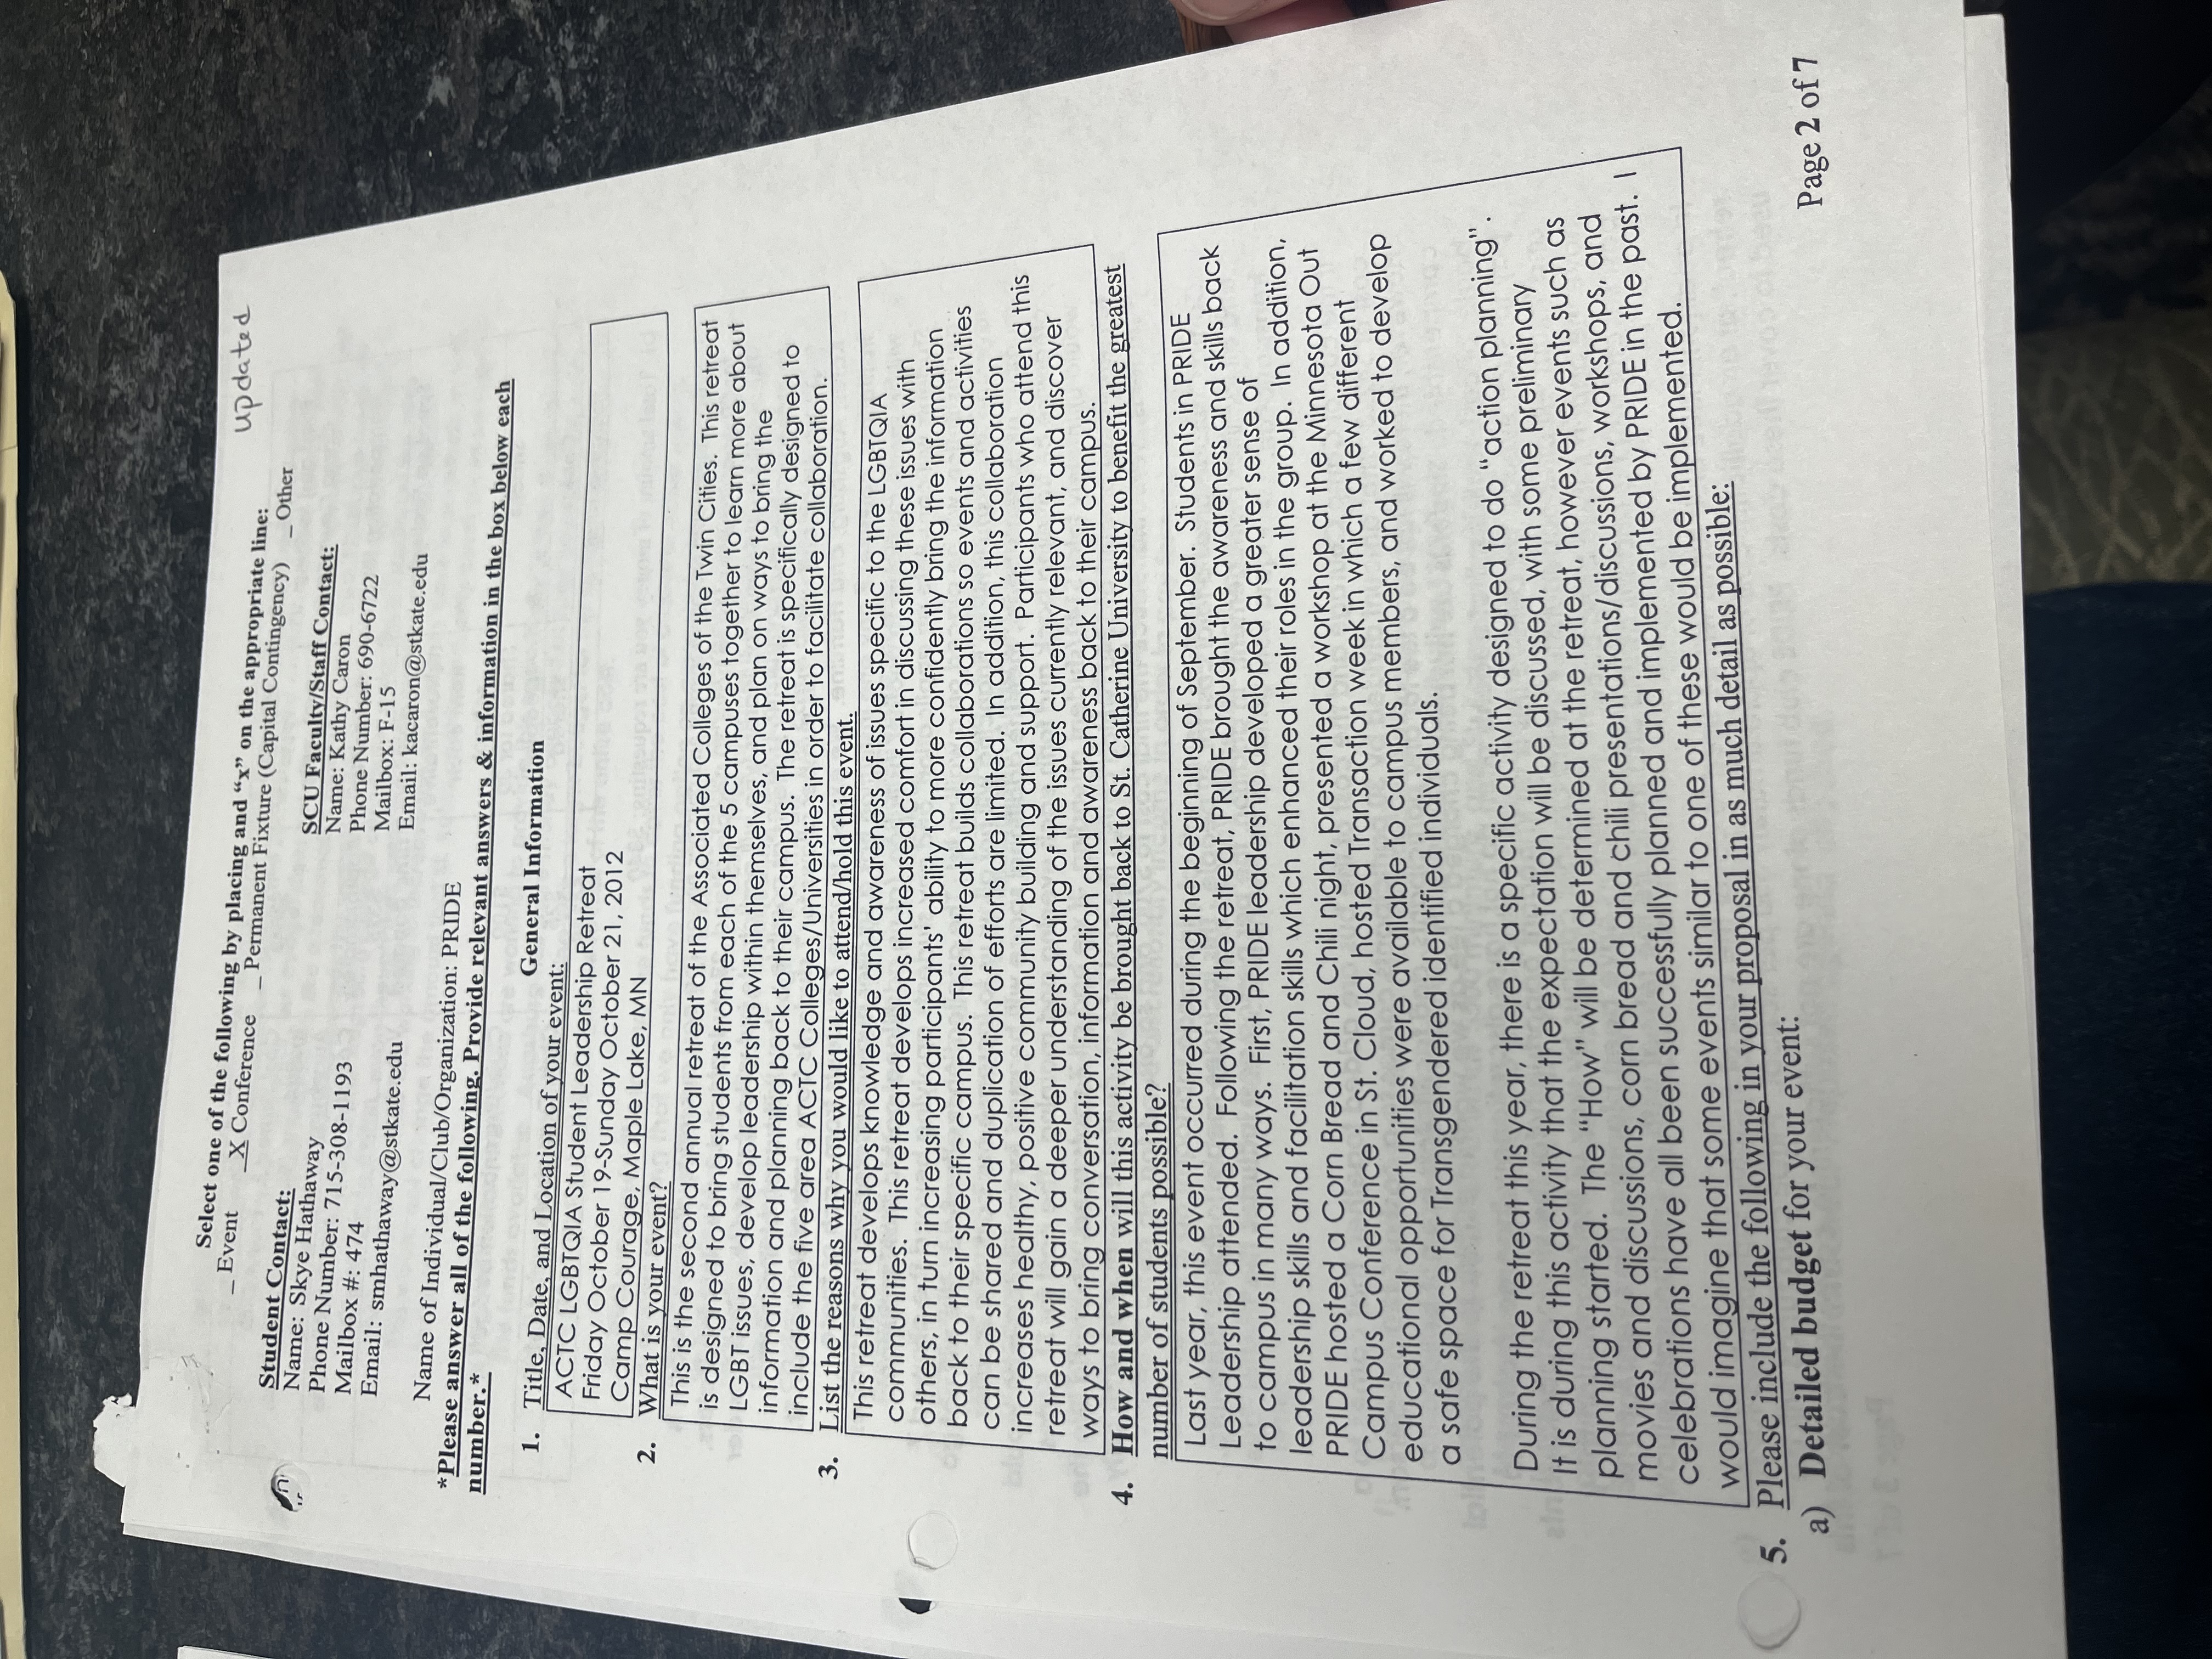 updated
Select one of the following by placing and “x” on the appropriate line:
_ Event _X Conference _ Permanent Fixture (Capital Contingency) _ Other
Student Contact:
Name: Skye Hathaway
Phone Number: 715-308-1193
Mailbox #: 474
Email: smhathaway@stkate.edu
SCU Faculty/Staff Contact:
Name: Kathy Caron
Phone Number: 690-6722
Mailbox: F-15
Email: kacaron@stkate.edu
Name of Individual/Club/Organization: PRIDE
*Please answer all of the following. Provide relevant answers & information in the box below each
number.*
General Information
1. Title, Date, and Location of your event:
ACTC LGBTQIA Student Leadership Retreat
Friday October 19-Sunday October 21, 2012
Camp Courage, Maple Lake, MN
2. What is your event?
This is the second annual retreat of the Associated Colleges of the Twin Cities. This retreat
is designed to bring students from each of the 5 campuses together to learn more about
LGBT issues, develop leadership within themselves, and plan on ways to bring the
information and planning back to their campus. The retreat is specifically designed to
include the five area ACTC Colleges/Universities in order to facilitate collaboration.
3. List the reasons why you would like to attend/hold this event.
This retreat develops knowledge and awareness of issues specific to the LGBTQIA
communities. This retreat develops increased comfort in discussing these issues with
others, in turn increasing participants' ability to more confidently bring the information
back to their specific campus. This retreat builds collaborations so events and activities
can be shared and duplication of efforts are limited. In addition, this collaboration
increases healthy, positive community building and support. Participants who attend this
retreat will gain a deeper understanding of the issues currently relevant, and discover
ways to bring conversation, information and awareness back to their campus.
4. How and when will this activity be brought back to St. Catherine University to benefit the greatest
number of students possible?
Last year, this event occurred during the beginning of September. Students in PRIDE
Leadership attended. Following the retreat, PRIDE brought the awareness and skills back
to campus in many ways. First, PRIDE leadership developed a greater sense of
leadership skills and facilitation skills which enhanced their roles in the group. In addition,
PRIDE hosted a Corn Bread and Chili night, presented a workshop at the Minnesota Out
Campus Conference in St. Cloud, hosted Transaction week in which a few different
educational opportunities were available to campus members, and worked to develop
a safe space for Transgendered identified individuals.
During the retreat this year, there is a specific activity designed to do “action planning”.
It is during this activity that the expectation will be discussed, with some preliminary
planning started. The “How” will be determined at the retreat, however events such as
movies and discussions, corn bread and chili presentations/discussions, workshops, and
celebrations have all been successfully planned and implemented by PRIDE in the past. I
would imagine that some events similar to one of these would be implemented.
5. Please include the following in your proposal in as much detail as possible:
a) Detailed budget for your event:
Page 2 of 7